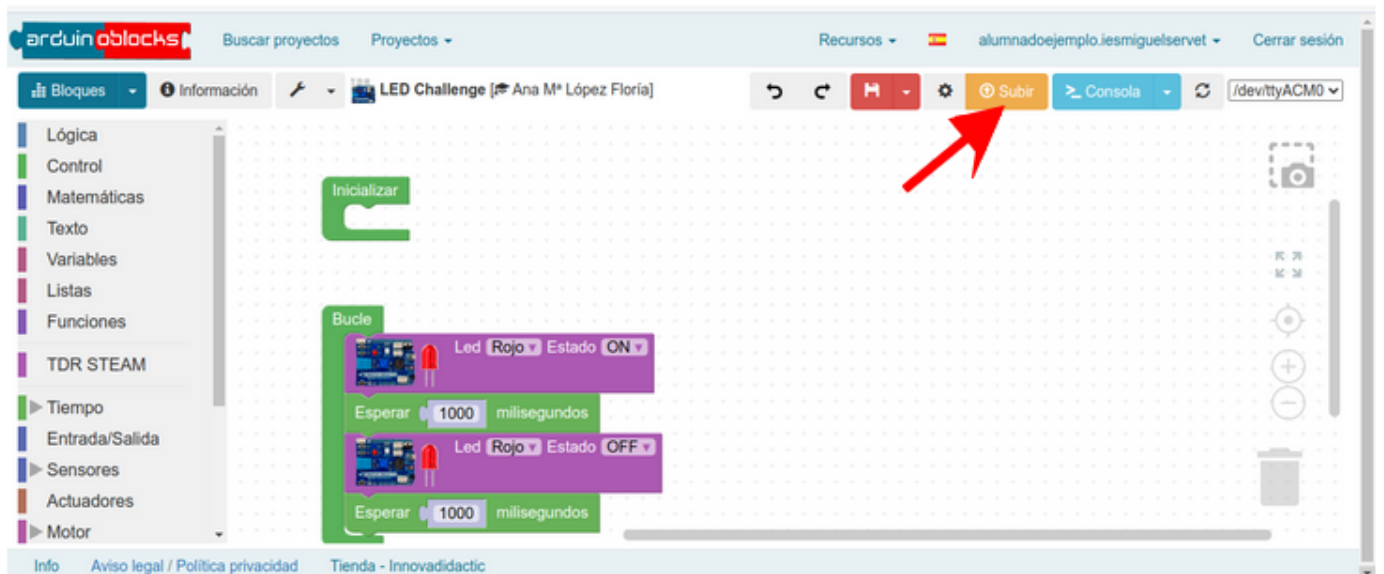 arduinoblocks Buscar proyectos Proyectos Recursos alumnadoejemplo.iesmiguelservet Cerrar sesión
Bloques Información LED Challenge [Ana Mª López Floría] Subir >_ Consola /dev/ttyACM0
Lógica
Control
Matemáticas
Texto
Variables
Listas
Funciones
TDR STEAM
Tiempo
Entrada/Salida
Sensores
Actuadores
Motor
Inicializar
Bucle
Led Rojo Estado ON
Esperar 1000 milisegundos
Led Rojo Estado OFF
Esperar 1000 milisegundos
Info Aviso legal / Política privacidad Tienda - Innovadidactic